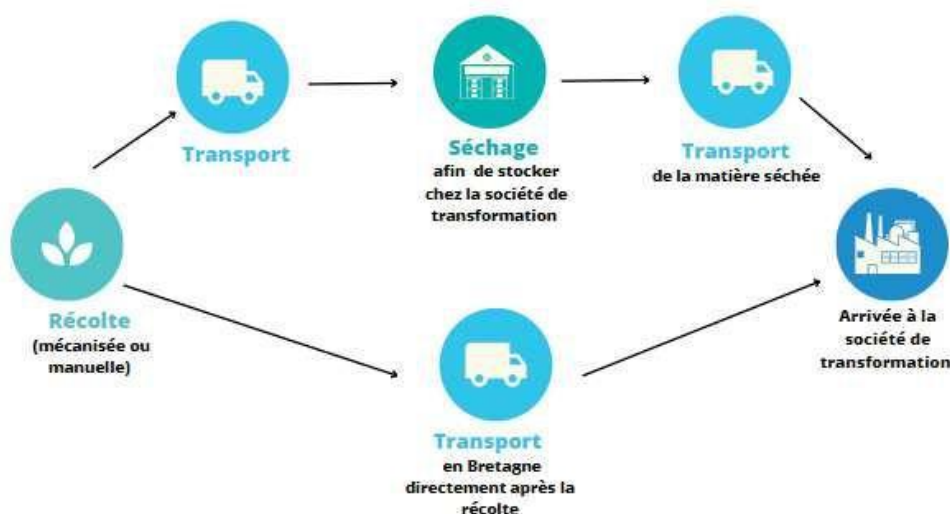 Transport
Séchage
afin de stocker
chez la société de
transformation
Transport
de la matière séchée
Récolte
(mécanisée ou
manuelle)
Arrivée à la
société de
transformation
Transport
en Bretagne
directement après la
récolte